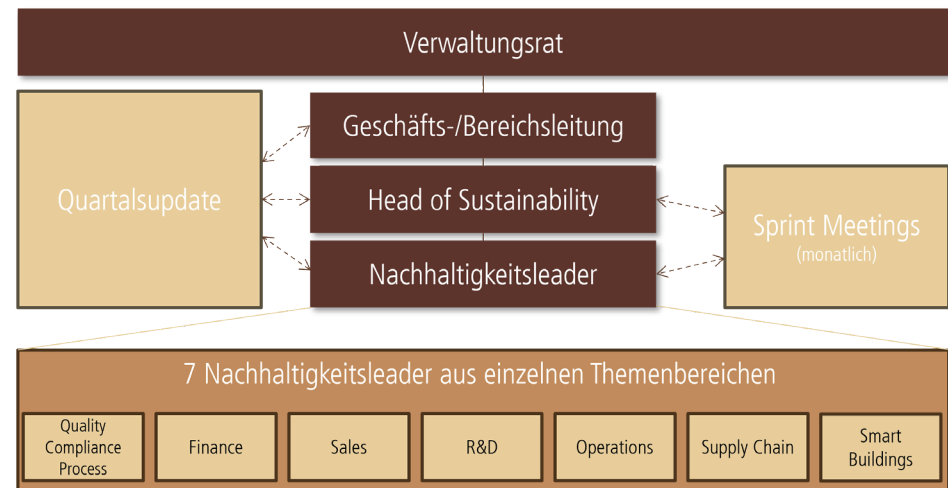 Verwaltungsrat
Geschäfts-/Bereichsleitung
Quartalsupdate
Head of Sustainability
Sprint Meetings
(monatlich)
Nachhaltigkeitsleader
7 Nachhaltigkeitsleader aus einzelnen Themenbereichen
Quality
Compliance
Process
Finance
Sales
R&D
Operations
Supply Chain
Smart
Buildings